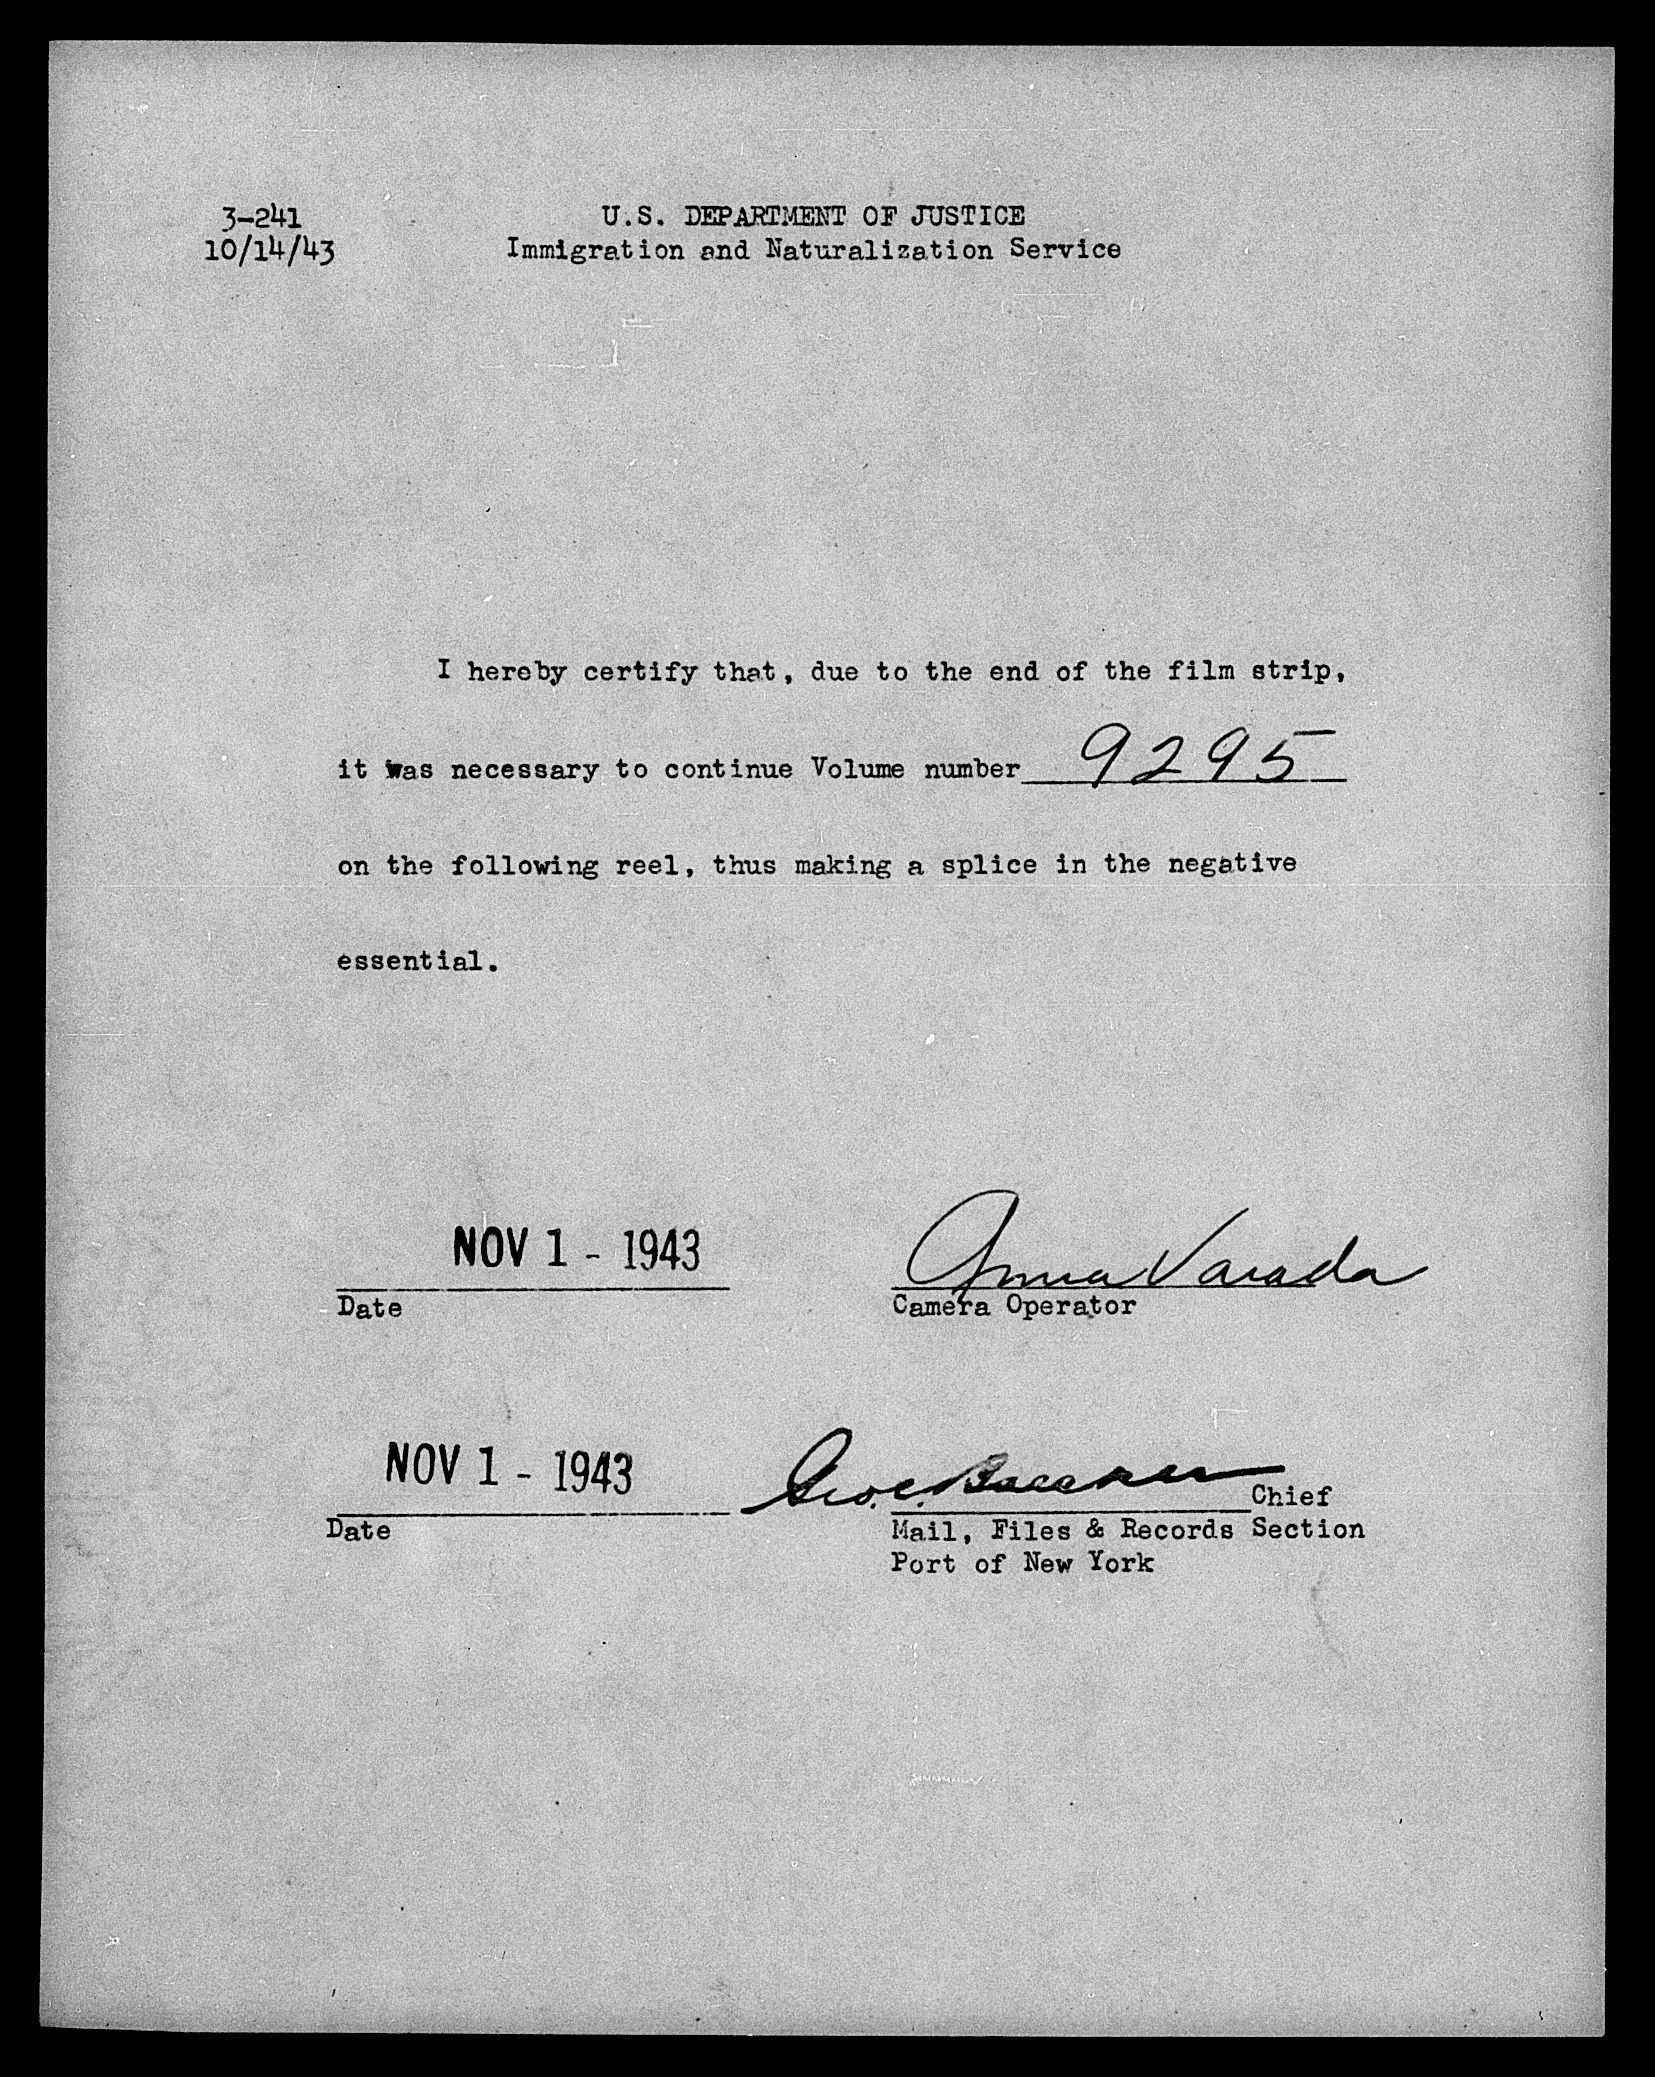 3-241
10/14/43
U.S. DEPARTMENT OF JUSTICE
Immigration and Naturalization Service
I hereby certify that, due to the end of the film strip,
it was necessary to continue Volume number 9295
on the following reel, thus making a splice in the negative
essential.
NOV 1 - 1943
Date
Anna Varada
Camera Operator
NOV 1 - 1943
Date
Geo. C.
Chief
Mail, Files & Records Section
Port of New York